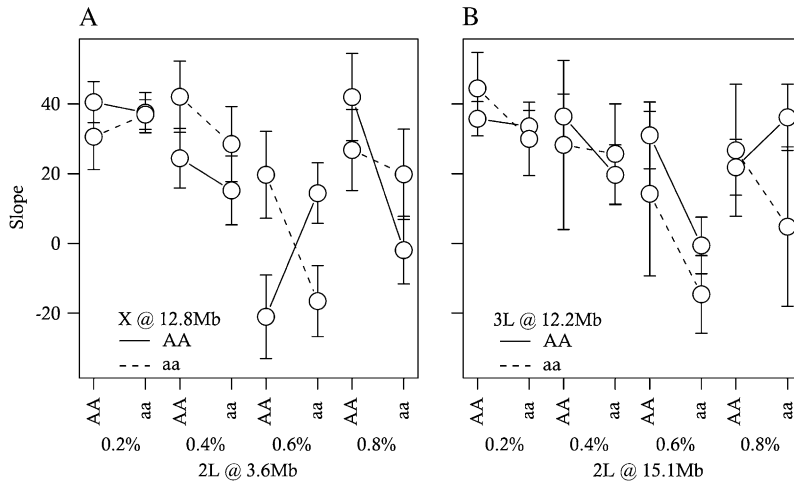 A
B
Slope
40
20
0
-20
X @ 12.8Mb
AA
aa
3L @ 12.2Mb
AA
aa
AA aa AA aa AA aa AA aa
AA aa AA aa AA aa AA aa
0.2% 0.4% 0.6% 0.8%
0.2% 0.4% 0.6% 0.8%
2L @ 3.6Mb
2L @ 15.1Mb